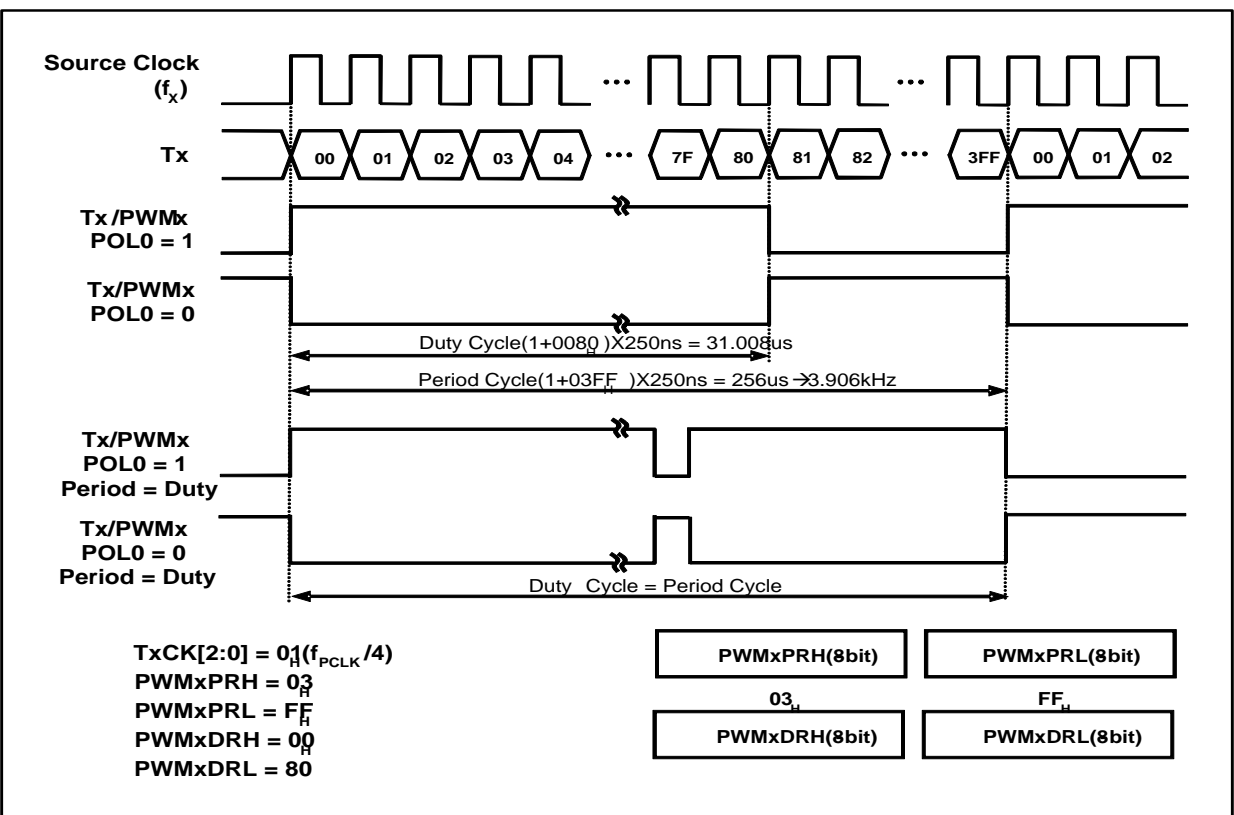 Source Clock
(fX)
Tx
00 01 02 03 04 ... 7F 80 81 82 ... 3FF 00 01 02
Tx/PWMx
POL0 = 1
Tx/PWMx
POL0 = 0
Duty Cycle(1+0080H)X250ns = 31.008us
Period Cycle(1+03FFH)X250ns = 256us →3.906kHz
Tx/PWMx
POL0 = 1
Period = Duty
Tx/PWMx
POL0 = 0
Period = Duty
Duty Cycle = Period Cycle
TxCK[2:0] = 01H(fPCLK/4)
PWMxPRH = 03H
PWMxPRL = FFH
PWMxDRH = 00H
PWMxDRL = 80
PWMxPRH(8bit) PWMxPRL(8bit)
03H FFH
PWMxDRH(8bit) PWMxDRL(8bit)